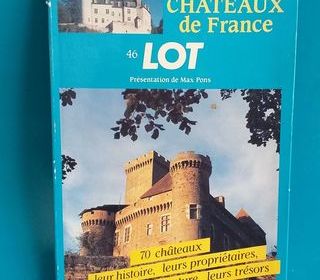 CHÂTEAUX
de France
46 LOT
Présentation de Max Pons
70 châteaux
leur histoire, leurs propriétaires,
leurs trésors